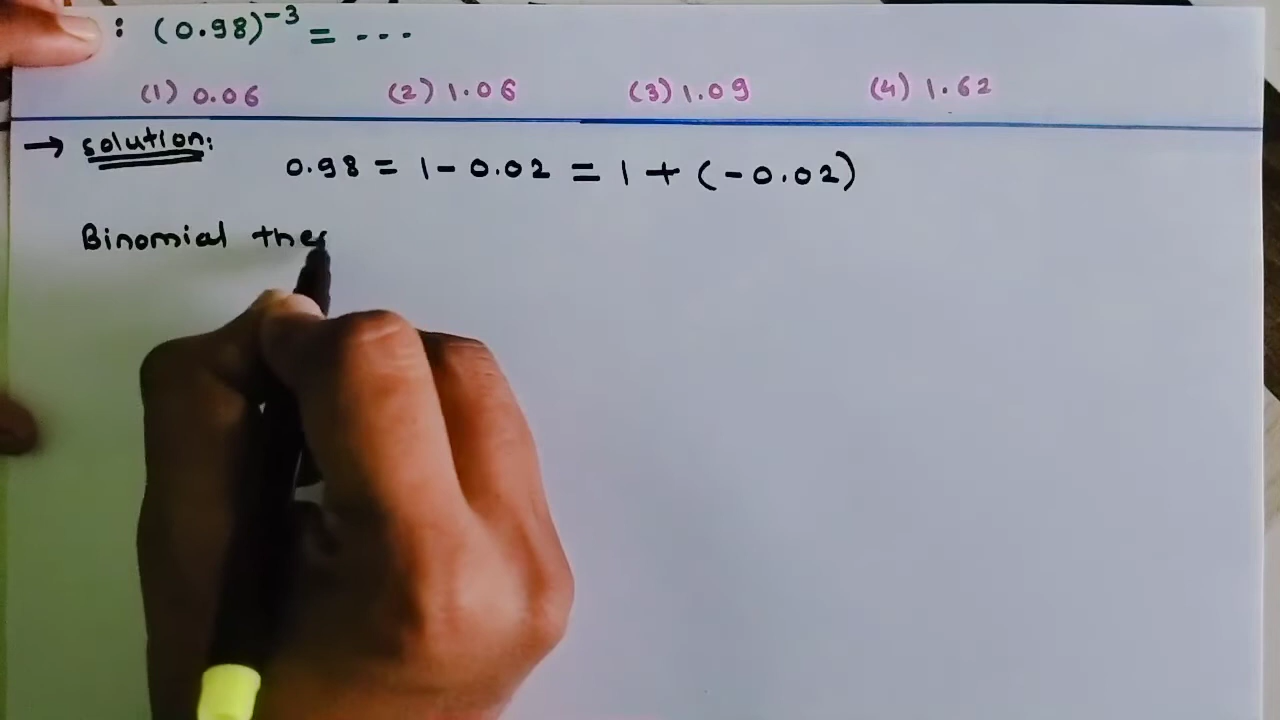 : (0.98)⁻³ = ...
(1) 0.06 (2) 1.06 (3) 1.09 (4) 1.62
→ solution:
0.98 = 1 - 0.02 = 1 + (-0.02)
Binomial the